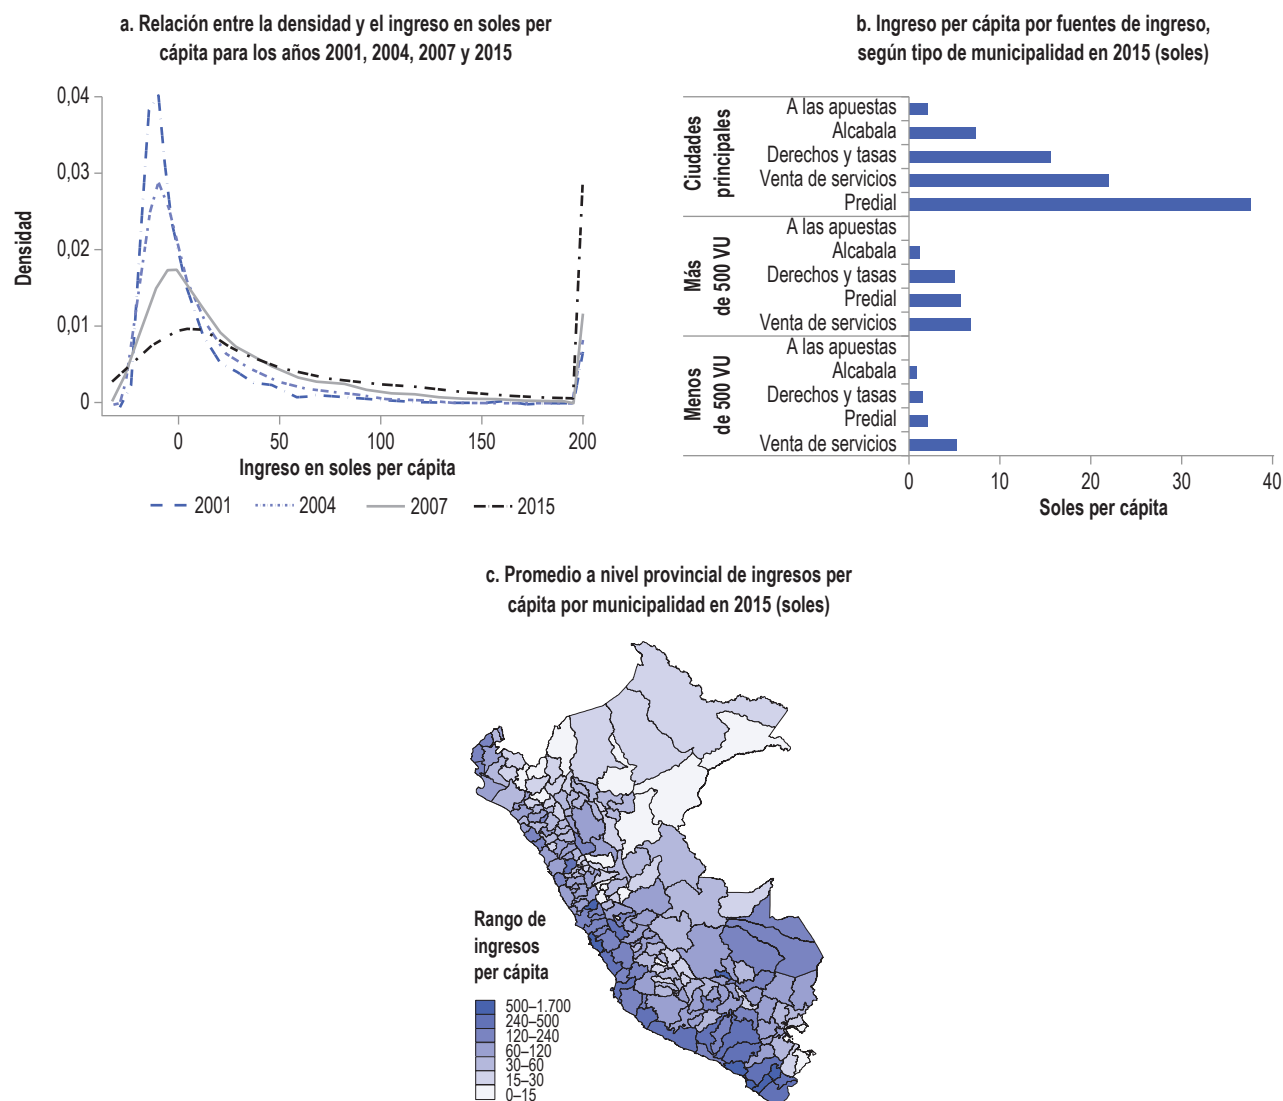 a. Relación entre la densidad y el ingreso en soles per
cápita para los años 2001, 2004, 2007 y 2015
0,04
0,03
0,02
0,01
0
Densidad
0 50 100 150 200
Ingreso en soles per cápita
2001 2004 2007 2015
b. Ingreso per cápita por fuentes de ingreso,
según tipo de municipalidad en 2015 (soles)
Ciudades
principales
A las apuestas
Alcabala
Derechos y tasas
Venta de servicios
Predial
Más
de 500 VU
A las apuestas
Alcabala
Derechos y tasas
Predial
Venta de servicios
Menos
de 500 VU
A las apuestas
Alcabala
Derechos y tasas
Predial
Venta de servicios
0 10 20 30 40
Soles per cápita
c. Promedio a nivel provincial de ingresos per
cápita por municipalidad en 2015 (soles)
Rango de
ingresos
per cápita
500–1.700
240–500
120–240
60–120
30–60
15–30
0–15